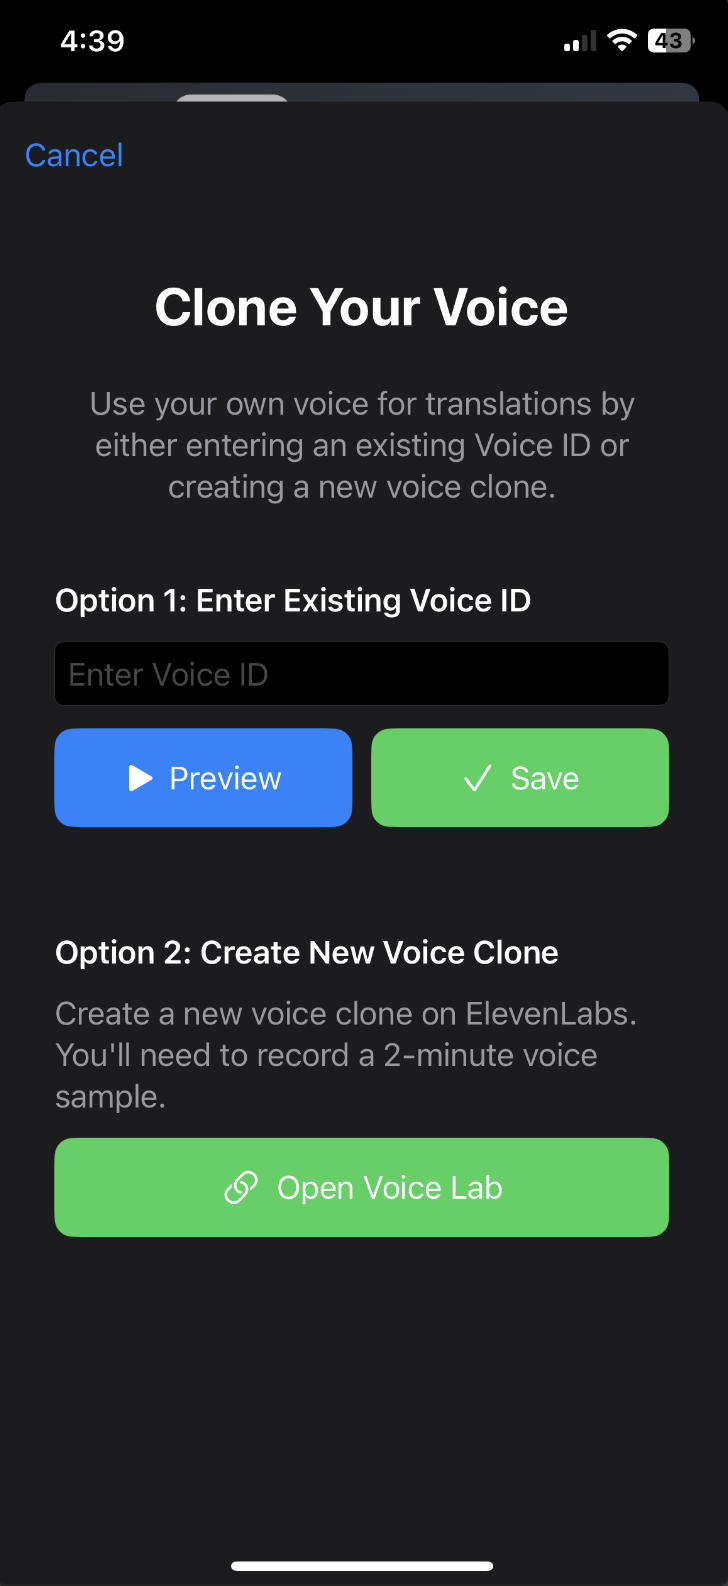 4:39
43
Cancel
Clone Your Voice
Use your own voice for translations by
either entering an existing Voice ID or
creating a new voice clone.
Option 1: Enter Existing Voice ID
Enter Voice ID
Preview
Save
Option 2: Create New Voice Clone
Create a new voice clone on ElevenLabs.
You'll need to record a 2-minute voice
sample.
Open Voice Lab